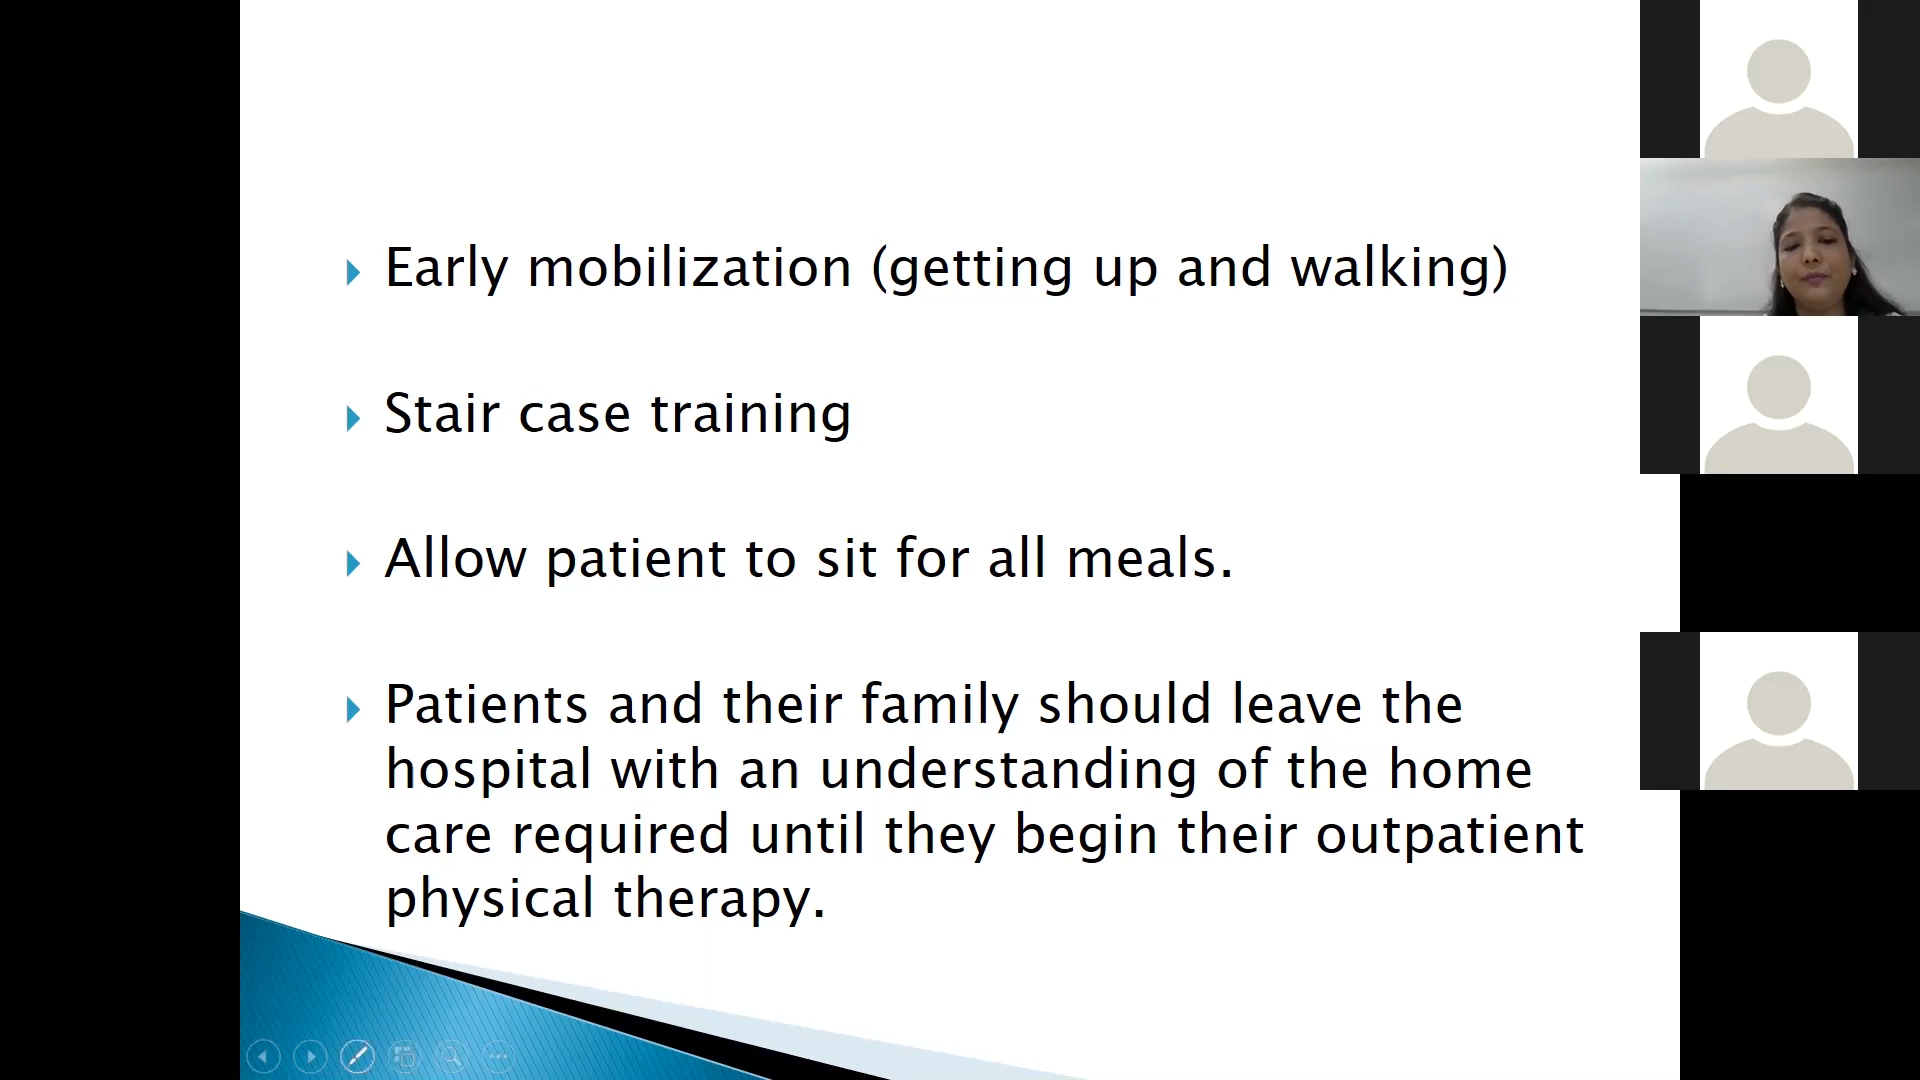 Early mobilization (getting up and walking)
Stair case training
Allow patient to sit for all meals.
Patients and their family should leave the
hospital with an understanding of the home
care required until they begin their outpatient
physical therapy.